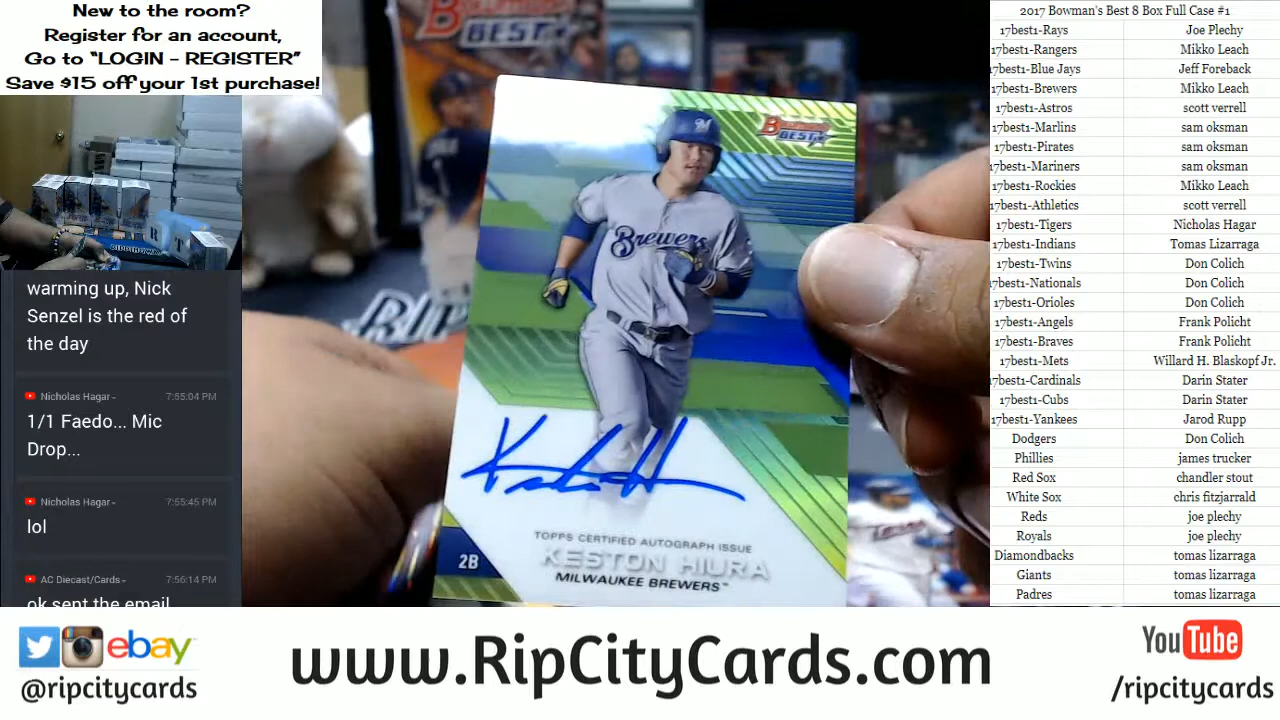 New to the room?
Register for an account,
Go to “LOGIN - REGISTER”
Save $15 off your 1st purchase!
warming up, Nick
Senzel is the red of
the day
Nicholas Hagar
7:55:04 PM
1/1 Faedo... Mic
Drop...
Nicholas Hagar
7:55:45 PM
lol
AC Diecast/Cards
7:56:14 PM
ok sent the email
BOWMAN'S
BEST
Brewers
TOPPS CERTIFIED AUTOGRAPH ISSUE
2B
KESTON HIURA
MILWAUKEE BREWERS™
2017 Bowman's Best 8 Box Full Case #1
17best1-Rays Joe Plechy
17best1-Rangers Mikko Leach
17best1-Blue Jays Jeff Foreback
17best1-Brewers Mikko Leach
17best1-Astros scott verrell
17best1-Marlins sam oksman
17best1-Pirates sam oksman
17best1-Mariners sam oksman
17best1-Rockies Mikko Leach
17best1-Athletics scott verrell
17best1-Tigers Nicholas Hagar
17best1-Indians Tomas Lizarraga
17best1-Twins Don Colich
17best1-Nationals Don Colich
17best1-Orioles Don Colich
17best1-Angels Frank Policht
17best1-Braves Frank Policht
17best1-Mets Willard H. Blaskopf Jr.
17best1-Cardinals Darin Stater
17best1-Cubs Darin Stater
17best1-Yankees Jarod Rupp
Dodgers Don Colich
Phillies james trucker
Red Sox chandler stout
White Sox chris fitzjarrald
Reds joe plechy
Royals joe plechy
Diamondbacks tomas lizarraga
Giants tomas lizarraga
Padres tomas lizarraga
ebay
@ripcitycards
www.RipCityCards.com
YouTube
/ripcitycards